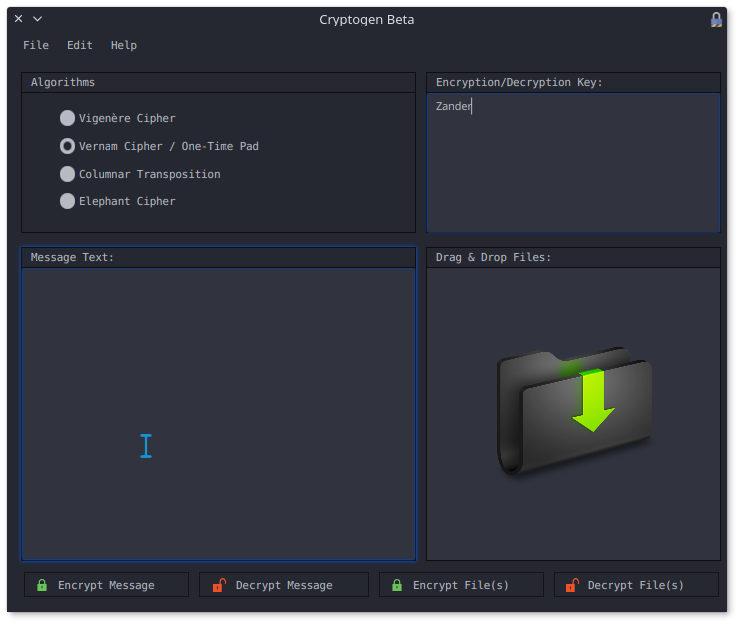 Cryptogen Beta
File Edit Help
Algorithms
Vigenère Cipher
Vernam Cipher / One-Time Pad
Columnar Transposition
Elephant Cipher
Encryption/Decryption Key:
Zander
Message Text:
Drag & Drop Files:
Encrypt Message
Decrypt Message
Encrypt File(s)
Decrypt File(s)